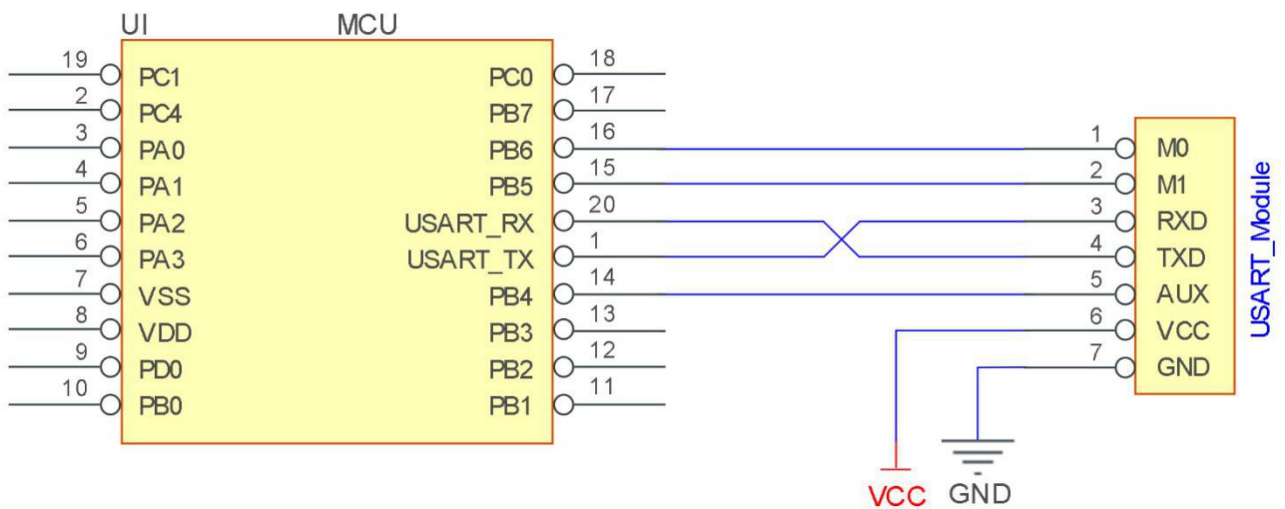 UI MCU
19 PC1 PC0 18
2 PC4 PB7 17
3 PA0 PB6 16 1 M0
4 PA1 PB5 15 2 M1
5 PA2 USART_RX 20 3 RXD
6 PA3 USART_TX 1 4 TXD
7 VSS PB4 14 5 AUX
8 VDD PB3 13 6 VCC
9 PD0 PB2 12 7 GND
10 PB0 PB1 11
USART_Module
VCC GND